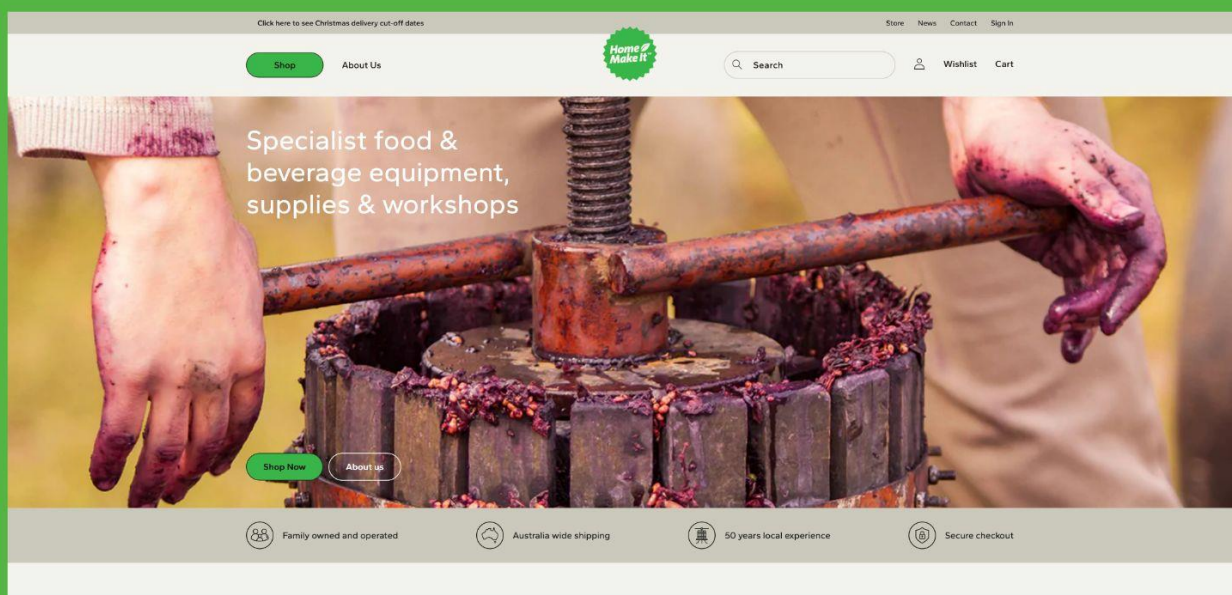 Click here to see Christmas delivery cut-off dates
Store News Contact Sign In
Shop
About Us
Home
Make It™
Search
Wishlist
Cart
Specialist food &
beverage equipment,
supplies & workshops
Shop Now
About us
Family owned and operated
Australia wide shipping
50 years local experience
Secure checkout